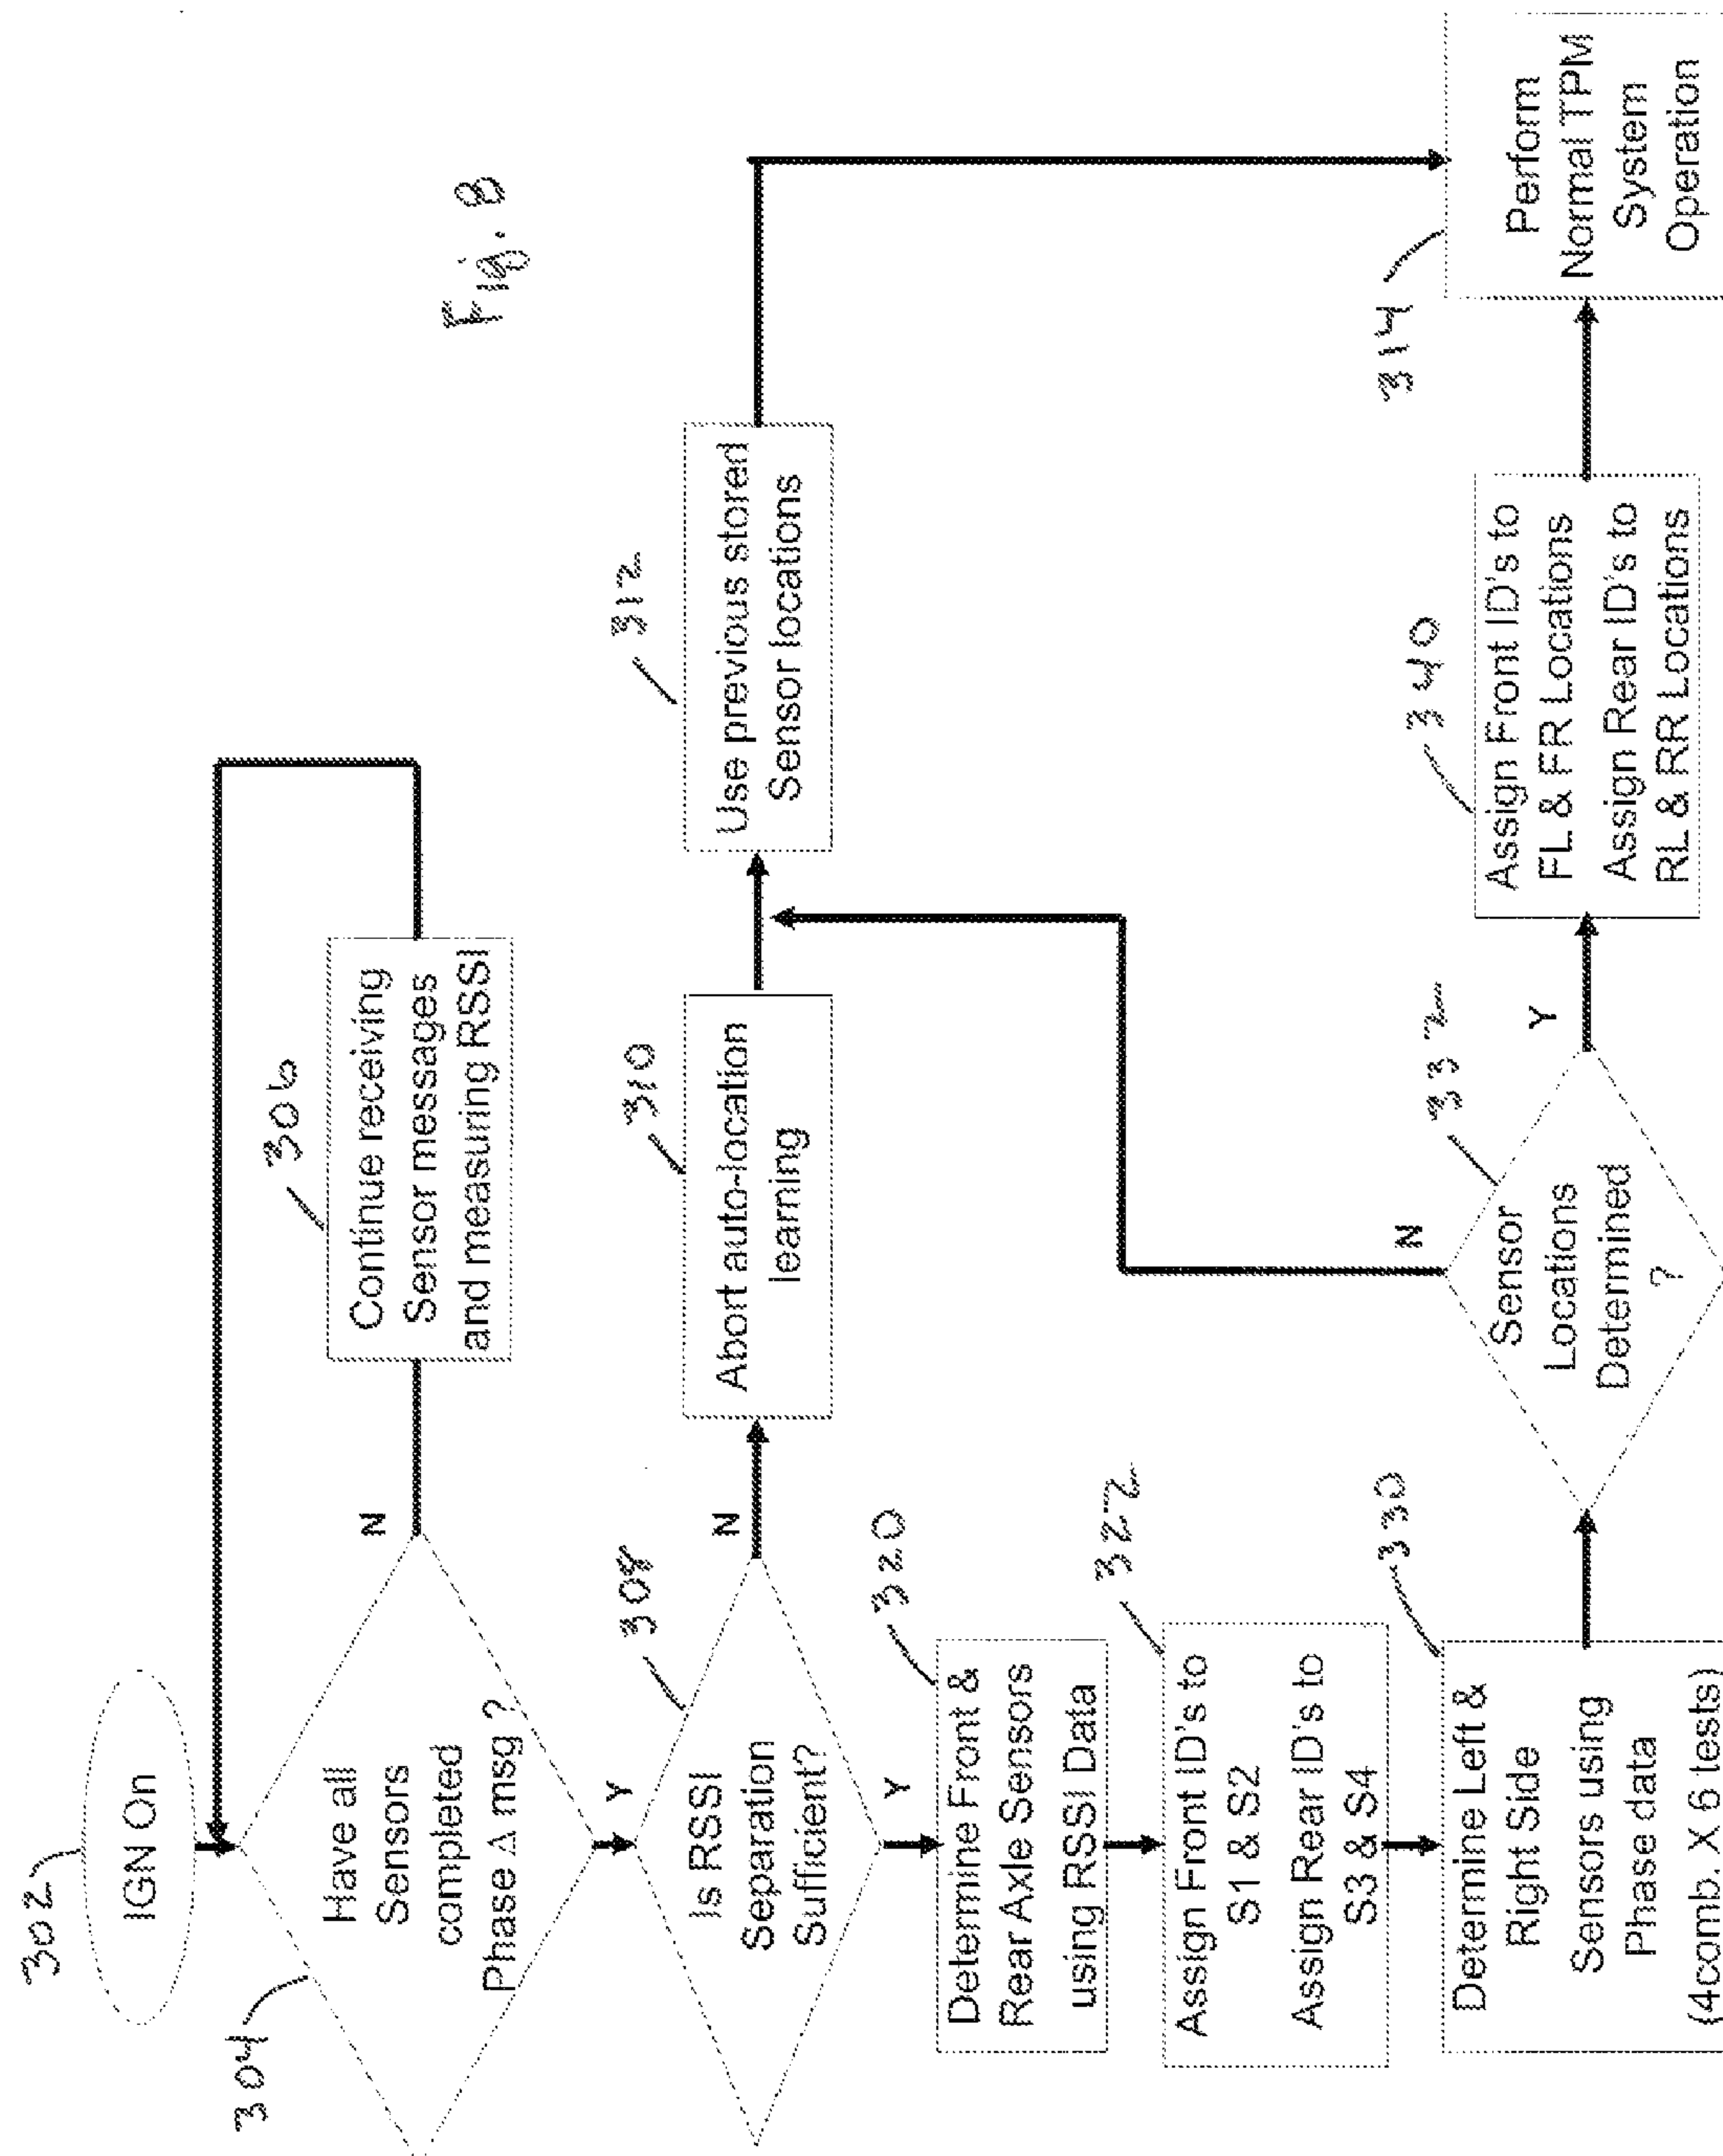 Fig. 8
302
IGN On
304
Have all
Sensors
completed
Phase Δ msg ?
N
Y
306
Continue receiving
Sensor messages
and measuring RSSI
308
Is RSSI
Separation
Sufficient?
N
Y
310
Abort auto-location
learning
312
Use previous stored
Sensor locations
320
Determine Front &
Rear Axle Sensors
using RSSI Data
322
Assign Front ID's to
S1 & S2
Assign Rear ID's to
S3 & S4
330
Determine Left &
Right Side
Sensors using
Phase data
(4comb. X 6 tests)
332
Sensor
Locations
Determined
?
N
Y
340
Assign Front ID's to
FL & FR Locations
Assign Rear ID's to
RL & RR Locations
314
Perform
Normal TPM
System
Operation